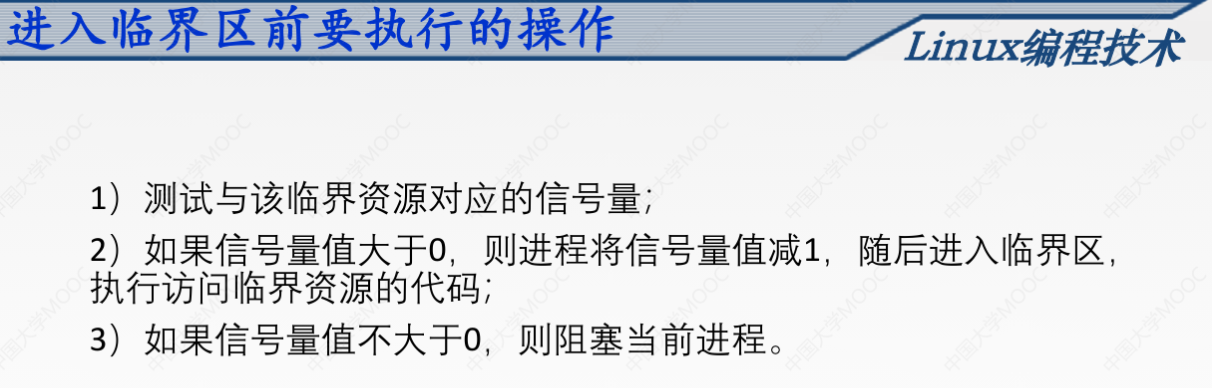 进入临界区前要执行的操作
Linux编程技术
1）测试与该临界资源对应的信号量；
2）如果信号量值大于0，则进程将信号量值减1，随后进入临界区，
执行访问临界资源的代码；
3）如果信号量值不大于0，则阻塞当前进程。
中国大学MOOC